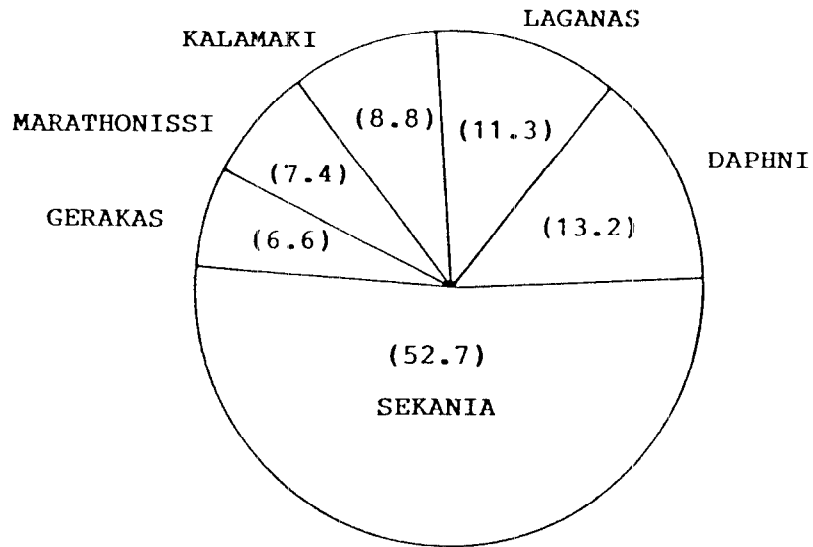 LAGANAS
KALAMAKI
(8.8)
(11.3)
MARATHONISSI
DAPHNI
(7.4)
GERAKAS
(6.6)
(13.2)
(52.7)
SEKANIA